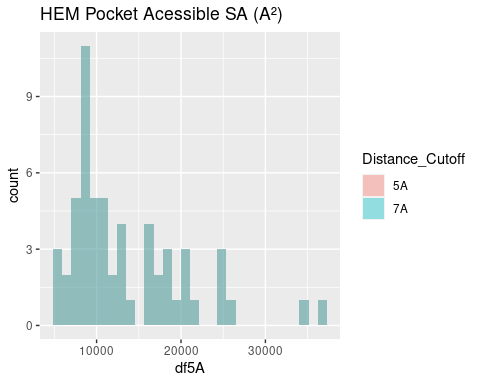 HEM Pocket Acessible SA (A²)
9
6
3
0
count
10000 20000 30000
df5A
Distance_Cutoff
5A
7A